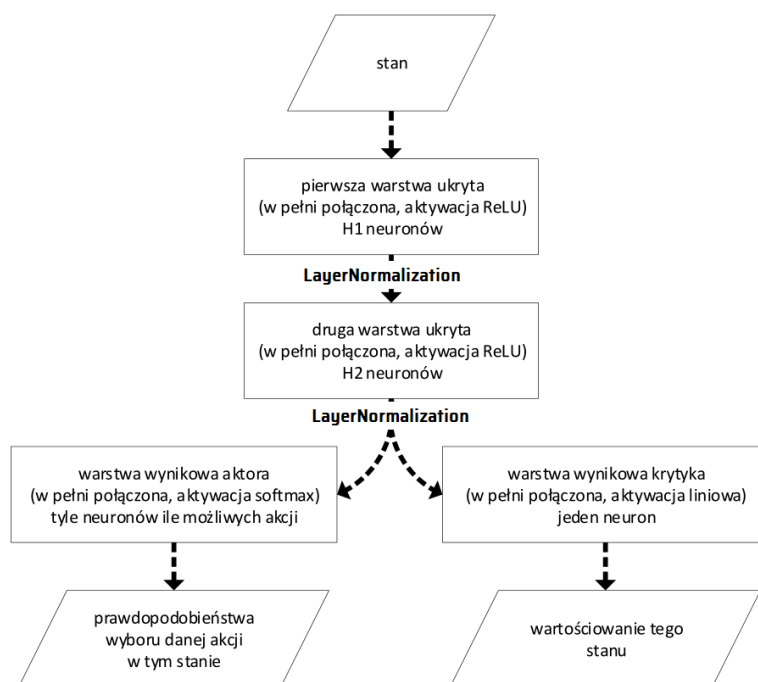 stan
pierwsza warstwa ukryta
(w pełni połączona, aktywacja ReLU)
H1 neuronów
LayerNormalization
druga warstwa ukryta
(w pełni połączona, aktywacja ReLU)
H2 neuronów
LayerNormalization
warstwa wynikowa aktora
(w pełni połączona, aktywacja softmax)
tyle neuronów ile możliwych akcji
warstwa wynikowa krytyka
(w pełni połączona, aktywacja liniowa)
jeden neuron
prawdopodobieństwa
wyboru danej akcji
w tym stanie
wartościowanie tego
stanu